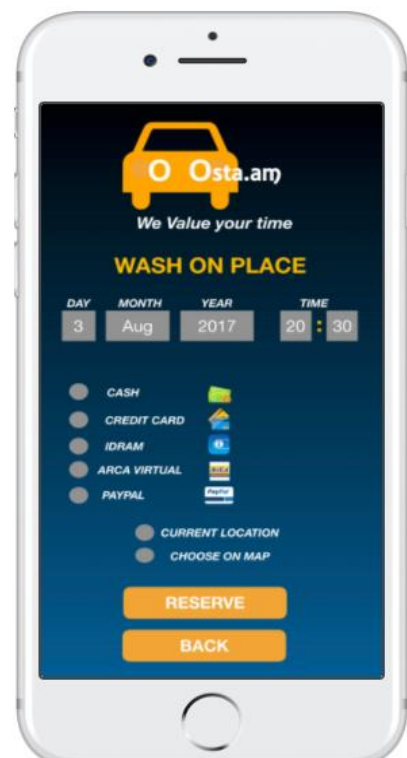 O Osta.am
We Value your time
WASH ON PLACE
DAY MONTH YEAR TIME
3 Aug 2017 20 : 30
CASH
CREDIT CARD
IDRAM
ARCA VIRTUAL
PAYPAL PayPal
CURRENT LOCATION
CHOOSE ON MAP
RESERVE
BACK